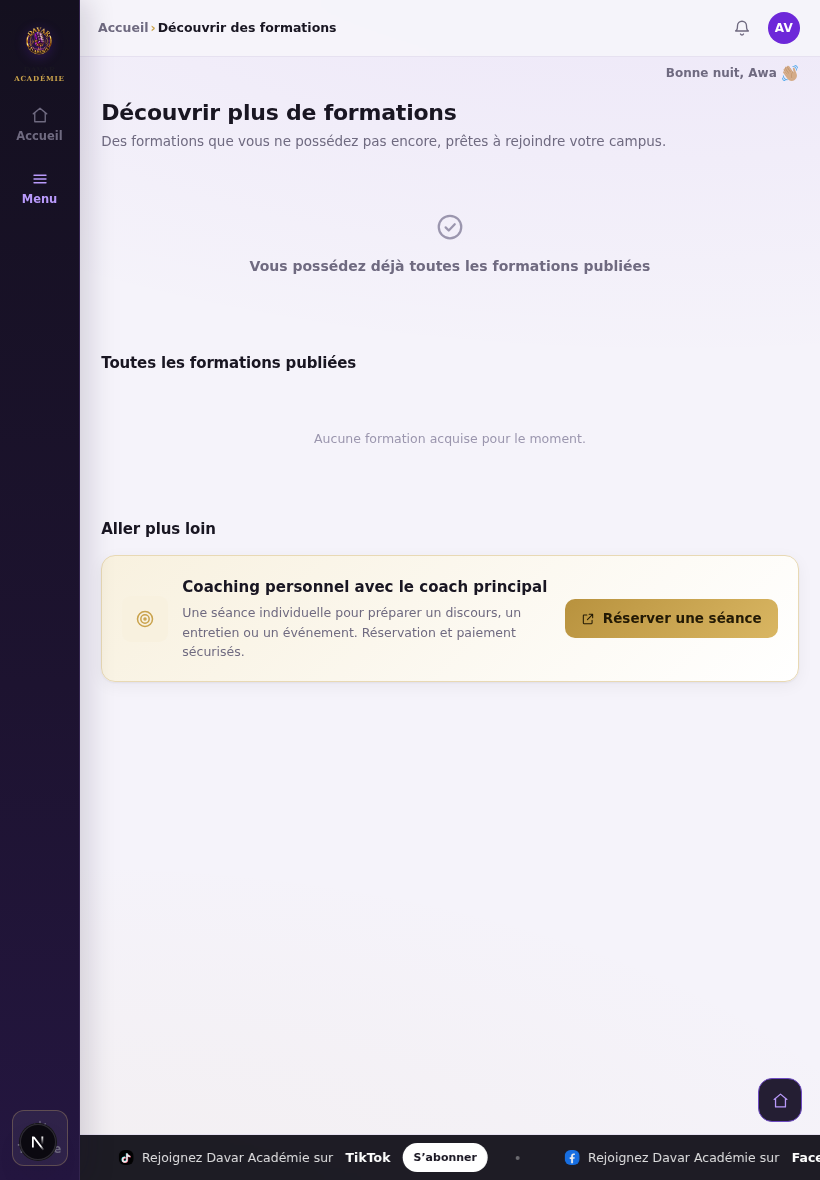 ACADÉMIE
Accueil
Menu
Accueil › Découvrir des formations
AV
Bonne nuit, Awa 👋🏽
Découvrir plus de formations
Des formations que vous ne possédez pas encore, prêtes à rejoindre votre campus.
Vous possédez déjà toutes les formations publiées
Toutes les formations publiées
Aucune formation acquise pour le moment.
Aller plus loin
Coaching personnel avec le coach principal
Une séance individuelle pour préparer un discours, un
entretien ou un événement. Réservation et paiement
sécurisés.
Réserver une séance
N
Rejoignez Davar Académie sur TikTok S’abonner • Rejoignez Davar Académie sur Face